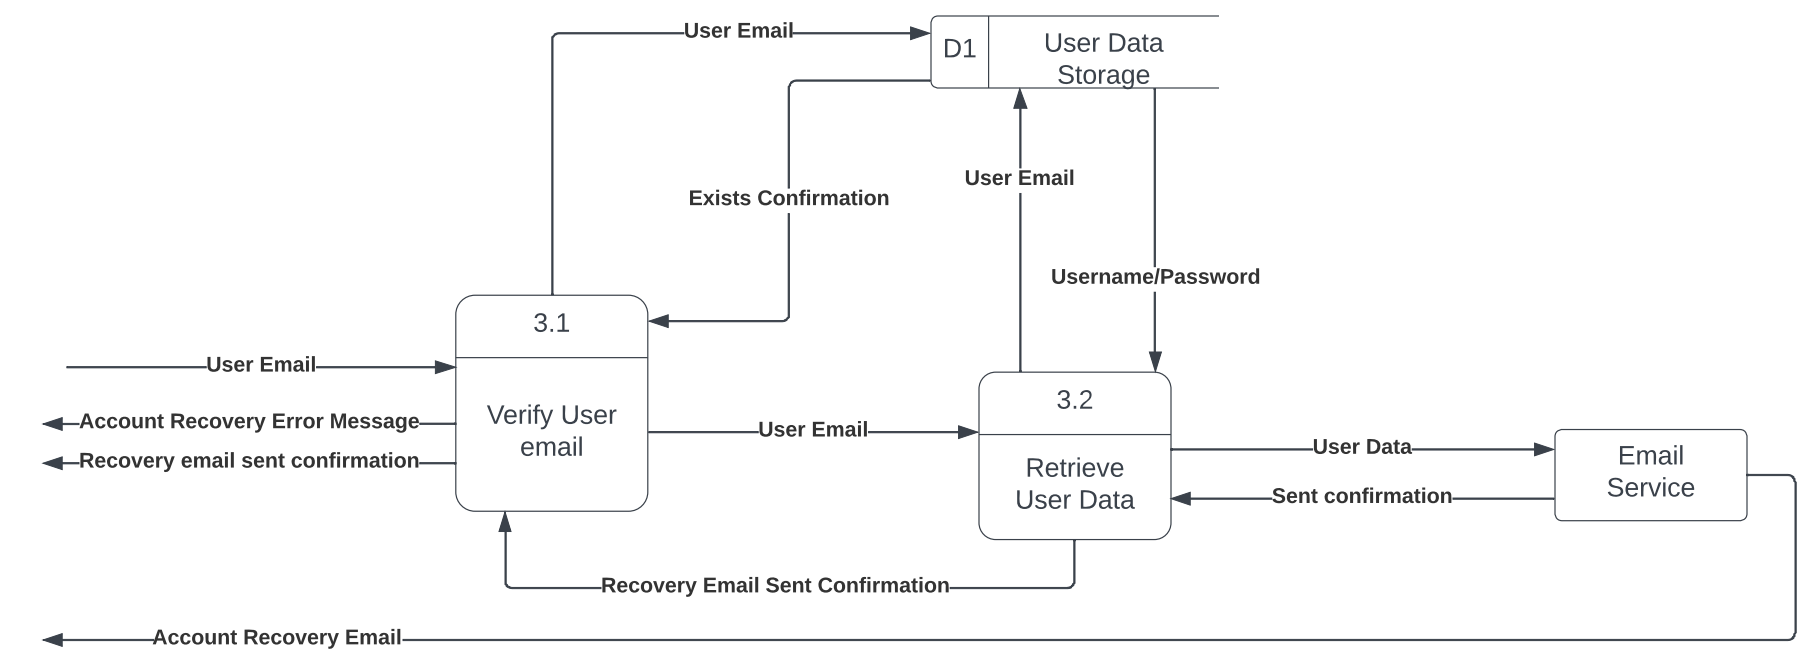 User Email
D1
User Data
Storage
User Email
Exists Confirmation
Username/Password
3.1
User Email
Verify User
email
Account Recovery Error Message
Recovery email sent confirmation
User Email
3.2
Retrieve
User Data
User Data
Email
Service
Sent confirmation
Recovery Email Sent Confirmation
Account Recovery Email